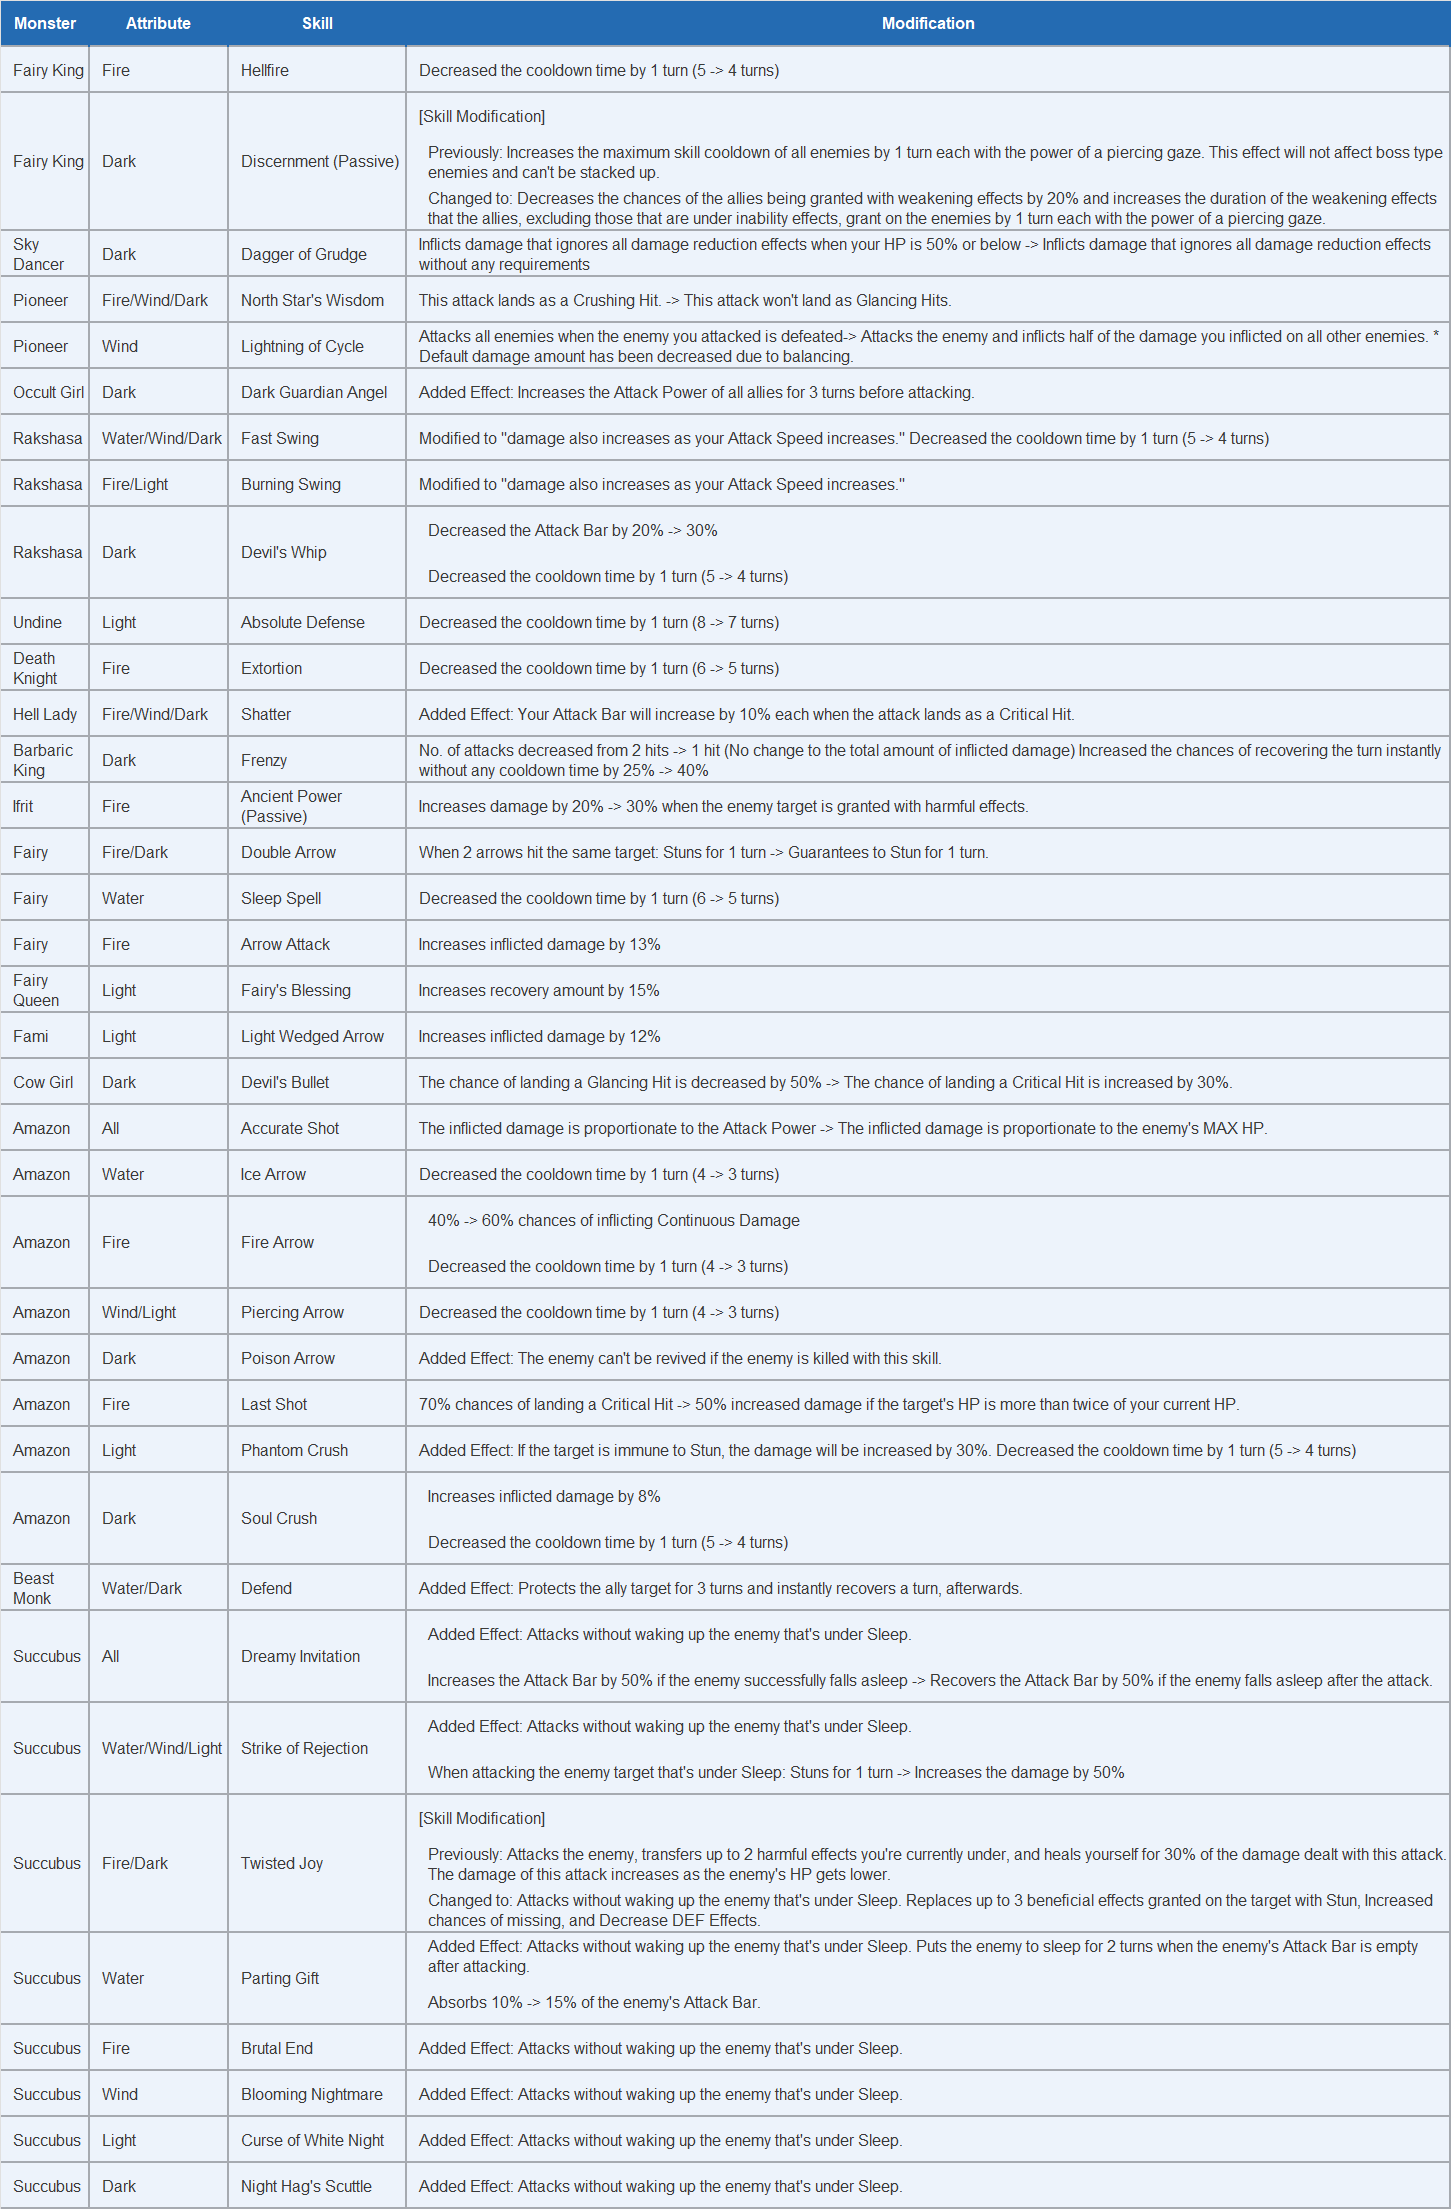 Monster Attribute Skill Modification
Fairy King Fire Hellfire Decreased the cooldown time by 1 turn (5 -> 4 turns)
[Skill Modification]
Fairy King Dark Discernment (Passive)
Previously: Increases the maximum skill cooldown of all enemies by 1 turn each with the power of a piercing gaze. This effect will not affect boss type
enemies and can't be stacked up.
Changed to: Decreases the chances of the allies being granted with weakening effects by 20% and increases the duration of the weakening effects
that the allies, excluding those that are under inability effects, grant on the enemies by 1 turn each with the power of a piercing gaze.
Sky
Dancer
Dark Dagger of Grudge
Inflicts damage that ignores all damage reduction effects when your HP is 50% or below -> Inflicts damage that ignores all damage reduction effects
without any requirements
Pioneer Fire/Wind/Dark North Star's Wisdom This attack lands as a Crushing Hit. -> This attack won't land as Glancing Hits.
Pioneer Wind Lightning of Cycle
Attacks all enemies when the enemy you attacked is defeated-> Attacks the enemy and inflicts half of the damage you inflicted on all other enemies. *
Default damage amount has been decreased due to balancing.
Occult Girl Dark Dark Guardian Angel Added Effect: Increases the Attack Power of all allies for 3 turns before attacking.
Rakshasa Water/Wind/Dark Fast Swing Modified to "damage also increases as your Attack Speed increases." Decreased the cooldown time by 1 turn (5 -> 4 turns)
Rakshasa Fire/Light Burning Swing Modified to "damage also increases as your Attack Speed increases."
Rakshasa Dark Devil's Whip
Decreased the Attack Bar by 20% -> 30%
Decreased the cooldown time by 1 turn (5 -> 4 turns)
Undine Light Absolute Defense Decreased the cooldown time by 1 turn (8 -> 7 turns)
Death
Knight
Fire Extortion Decreased the cooldown time by 1 turn (6 -> 5 turns)
Hell Lady Fire/Wind/Dark Shatter Added Effect: Your Attack Bar will increase by 10% each when the attack lands as a Critical Hit.
Barbaric
King
Dark Frenzy
No. of attacks decreased from 2 hits -> 1 hit (No change to the total amount of inflicted damage) Increased the chances of recovering the turn instantly
without any cooldown time by 25% -> 40%
Ifrit Fire
Ancient Power
(Passive)
Increases damage by 20% -> 30% when the enemy target is granted with harmful effects.
Fairy Fire/Dark Double Arrow When 2 arrows hit the same target: Stuns for 1 turn -> Guarantees to Stun for 1 turn.
Fairy Water Sleep Spell Decreased the cooldown time by 1 turn (6 -> 5 turns)
Fairy Fire Arrow Attack Increases inflicted damage by 13%
Fairy
Queen
Light Fairy's Blessing Increases recovery amount by 15%
Fami Light Light Wedged Arrow Increases inflicted damage by 12%
Cow Girl Dark Devil's Bullet The chance of landing a Glancing Hit is decreased by 50% -> The chance of landing a Critical Hit is increased by 30%.
Amazon All Accurate Shot The inflicted damage is proportionate to the Attack Power -> The inflicted damage is proportionate to the enemy's MAX HP.
Amazon Water Ice Arrow Decreased the cooldown time by 1 turn (4 -> 3 turns)
Amazon Fire Fire Arrow
40% -> 60% chances of inflicting Continuous Damage
Decreased the cooldown time by 1 turn (4 -> 3 turns)
Amazon Wind/Light Piercing Arrow Decreased the cooldown time by 1 turn (4 -> 3 turns)
Amazon Dark Poison Arrow Added Effect: The enemy can't be revived if the enemy is killed with this skill.
Amazon Fire Last Shot 70% chances of landing a Critical Hit -> 50% increased damage if the target's HP is more than twice of your current HP.
Amazon Light Phantom Crush Added Effect: If the target is immune to Stun, the damage will be increased by 30%. Decreased the cooldown time by 1 turn (5 -> 4 turns)
Amazon Dark Soul Crush
Increases inflicted damage by 8%
Decreased the cooldown time by 1 turn (5 -> 4 turns)
Beast
Monk
Water/Dark Defend Added Effect: Protects the ally target for 3 turns and instantly recovers a turn, afterwards.
Succubus All Dreamy Invitation
Added Effect: Attacks without waking up the enemy that's under Sleep.
Increases the Attack Bar by 50% if the enemy successfully falls asleep -> Recovers the Attack Bar by 50% if the enemy falls asleep after the attack.
Succubus Water/Wind/Light Strike of Rejection
Added Effect: Attacks without waking up the enemy that's under Sleep.
When attacking the enemy target that's under Sleep: Stuns for 1 turn -> Increases the damage by 50%
[Skill Modification]
Succubus Fire/Dark Twisted Joy
Previously: Attacks the enemy, transfers up to 2 harmful effects you're currently under, and heals yourself for 30% of the damage dealt with this attack.
The damage of this attack increases as the enemy's HP gets lower.
Changed to: Attacks without waking up the enemy that's under Sleep. Replaces up to 3 beneficial effects granted on the target with Stun, Increased
chances of missing, and Decrease DEF Effects.
Succubus Water Parting Gift
Added Effect: Attacks without waking up the enemy that's under Sleep. Puts the enemy to sleep for 2 turns when the enemy's Attack Bar is empty
after attacking.
Absorbs 10% -> 15% of the enemy's Attack Bar.
Succubus Fire Brutal End Added Effect: Attacks without waking up the enemy that's under Sleep.
Succubus Wind Blooming Nightmare Added Effect: Attacks without waking up the enemy that's under Sleep.
Succubus Light Curse of White Night Added Effect: Attacks without waking up the enemy that's under Sleep.
Succubus Dark Night Hag's Scuttle Added Effect: Attacks without waking up the enemy that's under Sleep.